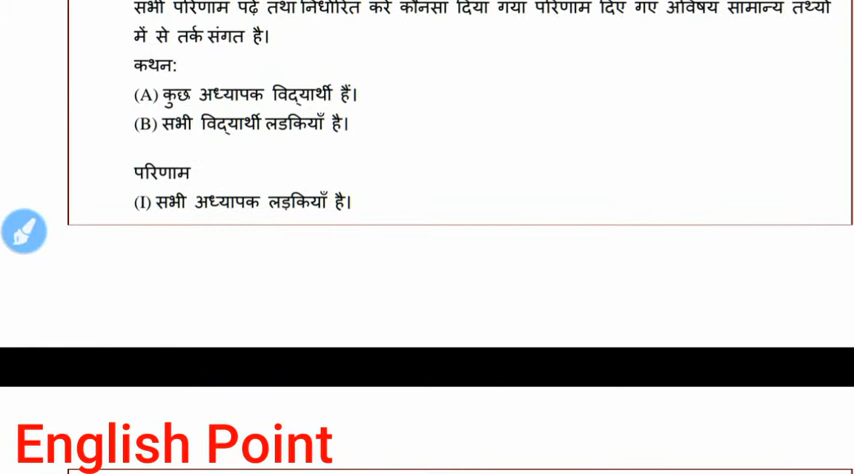 सभी परिणाम पढ़ें तथा निर्धारित करें कौनसा दिया गया परिणाम दिए गए अविषय सामान्य तथ्यों
में से तर्क संगत है।
कथन:
(A) कुछ अध्यापक विद्यार्थी हैं।
(B) सभी विद्यार्थी लडकियाँ है।
परिणाम
(I) सभी अध्यापक लड़कियाँ है।
English Point